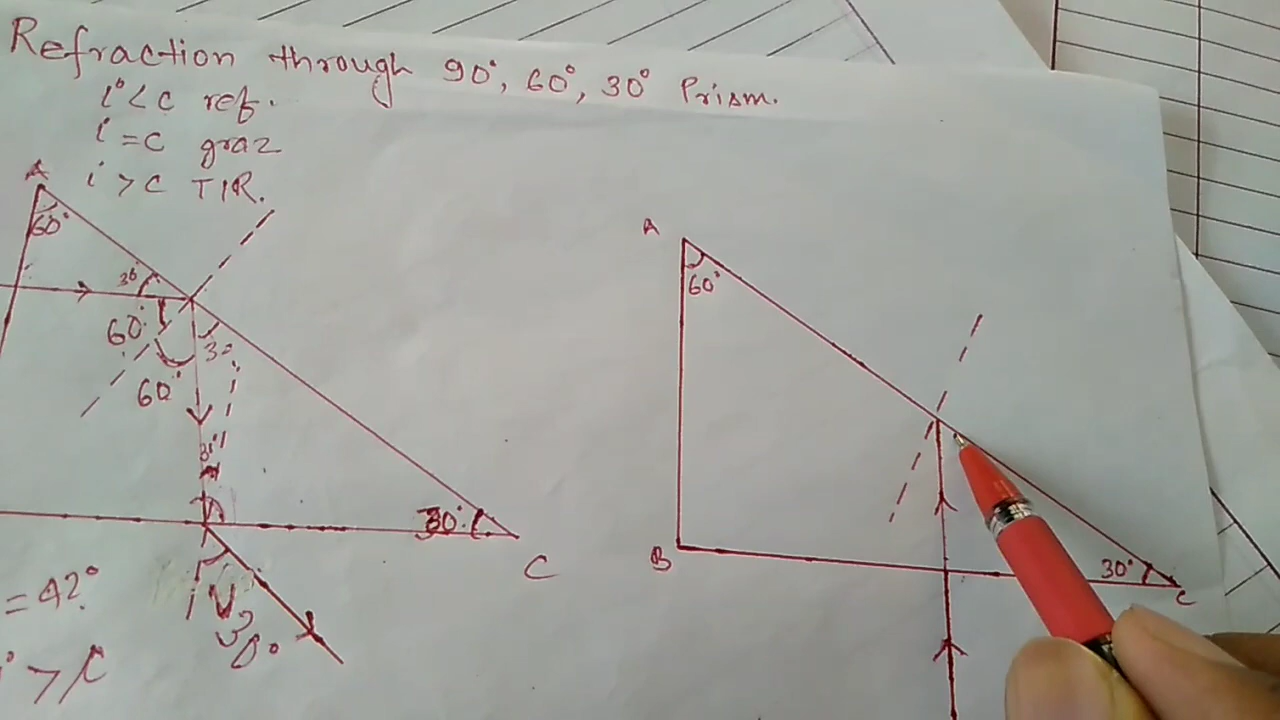 Refraction through 90°, 60°, 30° Prism.
i° < c ref.
i = c graz
i > c TIR.
A
60°
30
60°
30
60°
30°
C
= 42°
i > c
i
30°
A
60°
B
30°
C